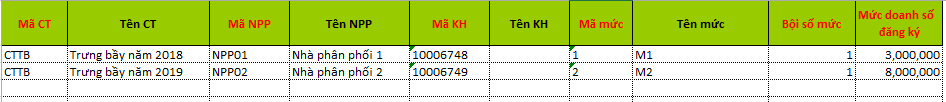 Mã CT Tên CT Mã NPP Tên NPP Mã KH Tên KH Mã mức Tên mức Bội số mức Mức doanh số đăng ký
CTTB Trưng bầy năm 2018 NPP01 Nhà phân phối 1 10006748 1 M1 1 3,000,000
CTTB Trưng bầy năm 2019 NPP02 Nhà phân phối 2 10006749 2 M2 1 8,000,000